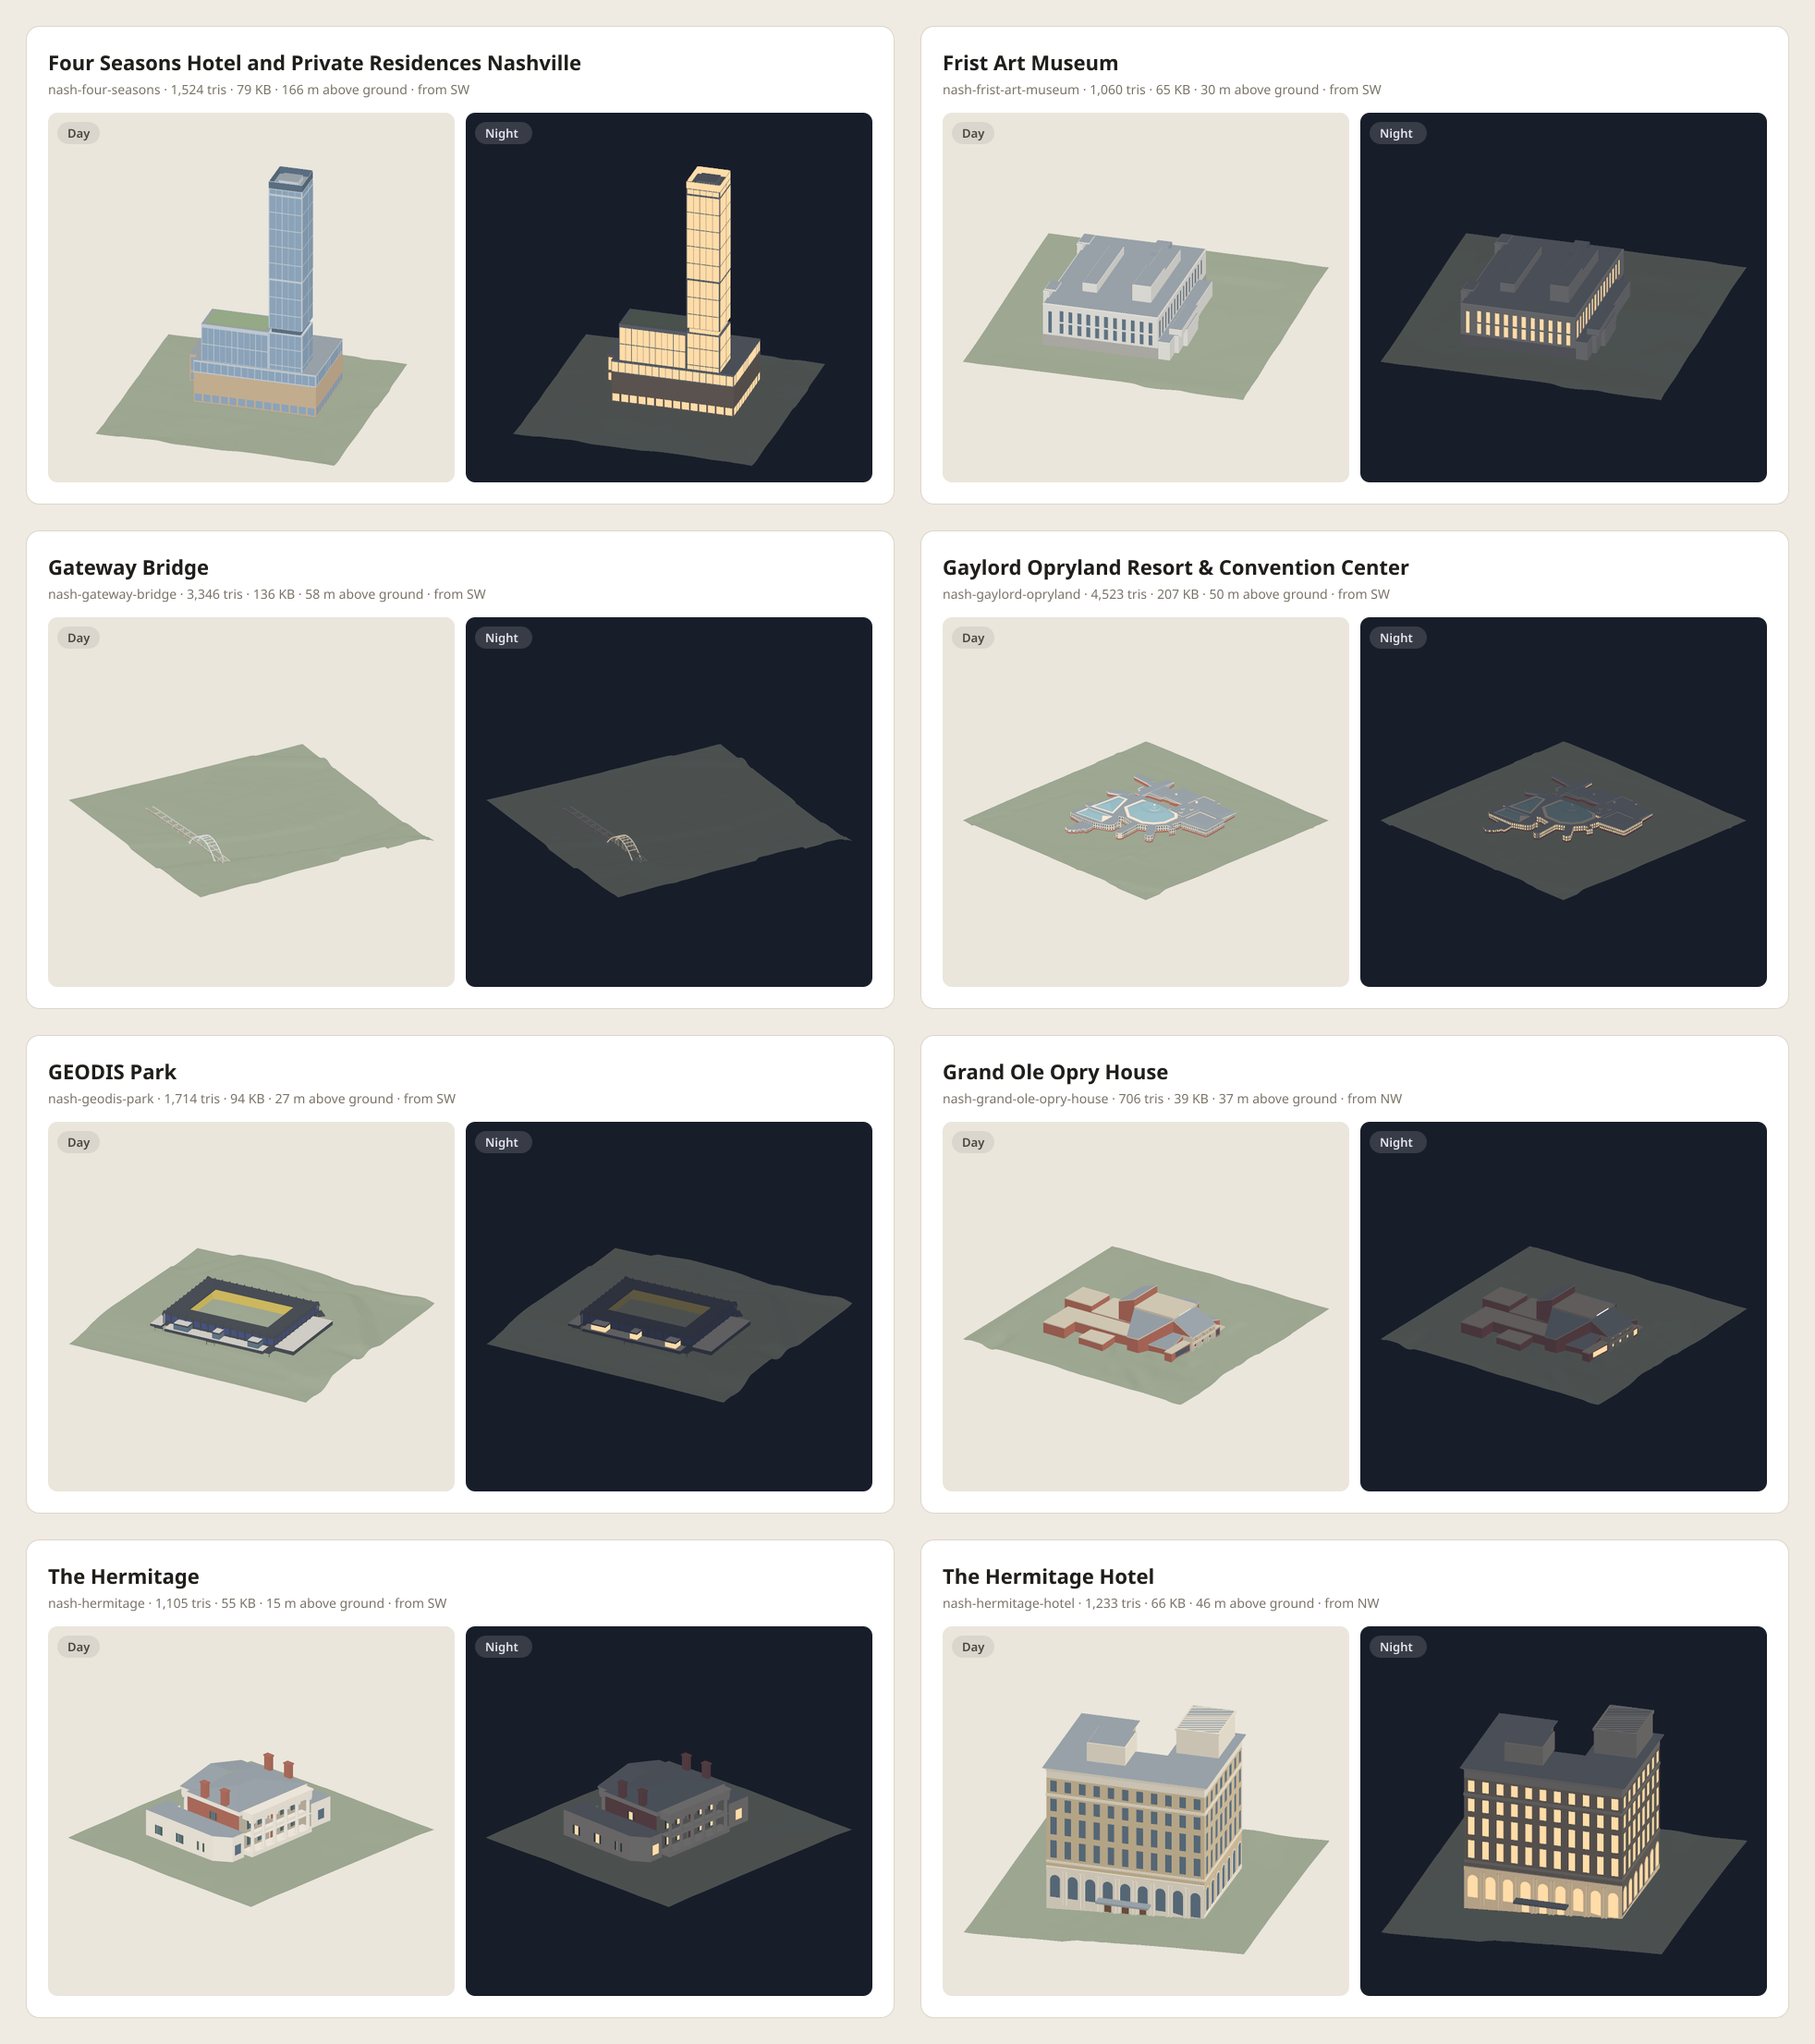 Four Seasons Hotel and Private Residences Nashville
nash-four-seasons · 1,524 tris · 79 KB · 166 m above ground · from SW
Day
Night
Frist Art Museum
nash-frist-art-museum · 1,060 tris · 65 KB · 30 m above ground · from SW
Day
Night
Gateway Bridge
nash-gateway-bridge · 3,346 tris · 136 KB · 58 m above ground · from SW
Day
Night
Gaylord Opryland Resort & Convention Center
nash-gaylord-opryland · 4,523 tris · 207 KB · 50 m above ground · from SW
Day
Night
GEODIS Park
nash-geodis-park · 1,714 tris · 94 KB · 27 m above ground · from SW
Day
Night
Grand Ole Opry House
nash-grand-ole-opry-house · 706 tris · 39 KB · 37 m above ground · from NW
Day
Night
The Hermitage
nash-hermitage · 1,105 tris · 55 KB · 15 m above ground · from SW
Day
Night
The Hermitage Hotel
nash-hermitage-hotel · 1,233 tris · 66 KB · 46 m above ground · from NW
Day
Night